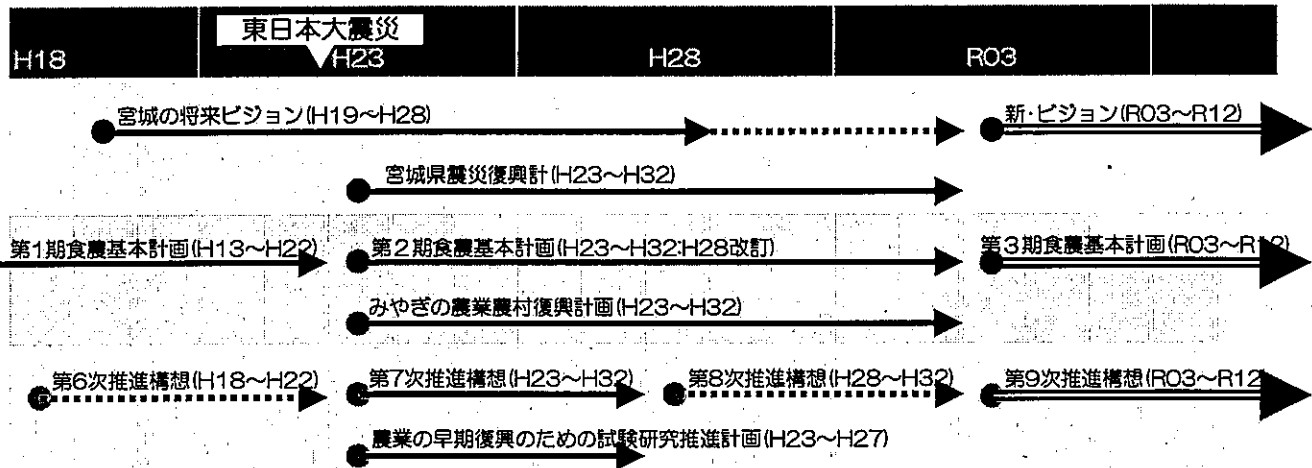 東日本大震災
H18 H23 H28 R03
宮城の将来ビジョン(H19~H28) 新・ビジョン(R03~R12)
宮城県震災復興計(H23~H32)
第1期食農基本計画(H13~H22) 第2期食農基本計画(H23~H32:H28改訂) 第3期食農基本計画(R03~R12)
みやぎの農業農村復興計画(H23~H32)
第6次推進構想(H18~H22) 第7次推進構想(H23~H32) 第8次推進構想(H28~H32) 第9次推進構想(R03~R12
農業の早期復興のための試験研究推進計画(H23~H27)